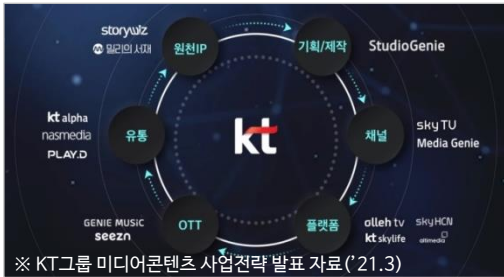 storywiz
밀리의 서재
원천IP
기획/제작
StudioGenie
kt alpha
nasmedia
PLAY.D
유통
kt
채널
sky TU
Media Genie
GENIE MUSIC
seezn
OTT
플랫폼
olleh tv
skyHCN
kt skylife
altimedia
※ KT그룹 미디어콘텐츠 사업전략 발표 자료('21.3)